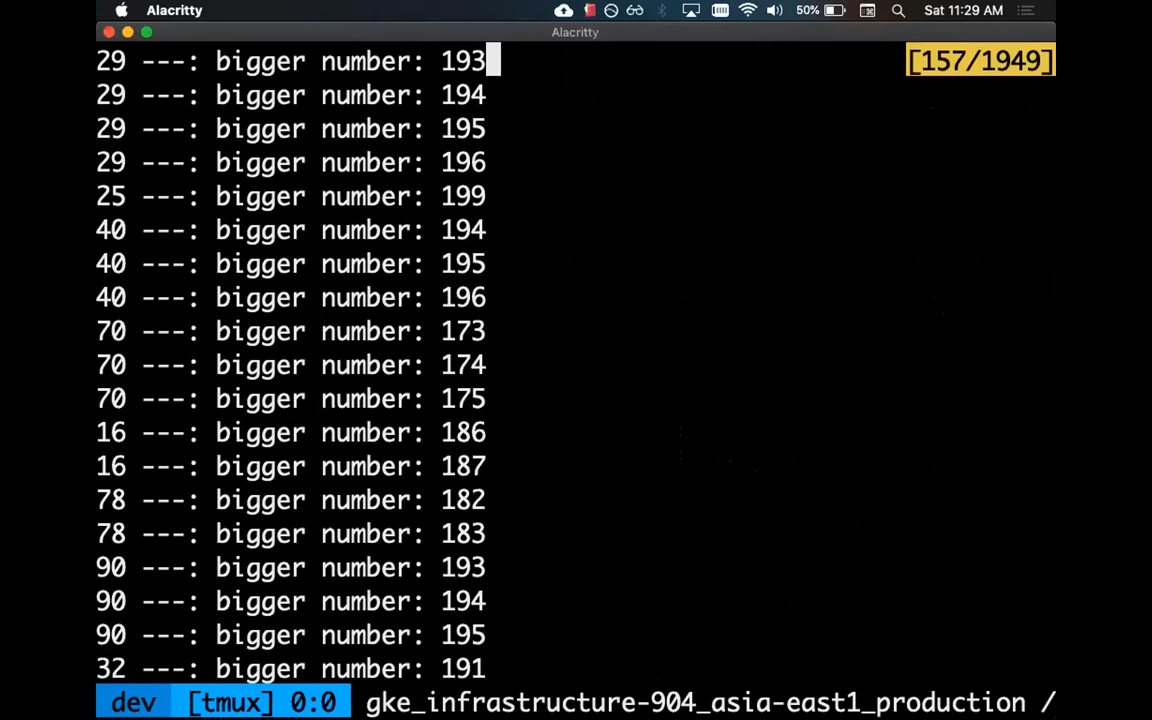 Alacritty
50%
Sat 11:29 AM
Alacritty
29 ---: bigger number: 193
[157/1949]
29 ---: bigger number: 194
29 ---: bigger number: 195
29 ---: bigger number: 196
25 ---: bigger number: 199
40 ---: bigger number: 194
40 ---: bigger number: 195
40 ---: bigger number: 196
70 ---: bigger number: 173
70 ---: bigger number: 174
70 ---: bigger number: 175
16 ---: bigger number: 186
16 ---: bigger number: 187
78 ---: bigger number: 182
78 ---: bigger number: 183
90 ---: bigger number: 193
90 ---: bigger number: 194
90 ---: bigger number: 195
32 ---: bigger number: 191
dev [tmux] 0:0 gke_infrastructure-904_asia-east1_production /